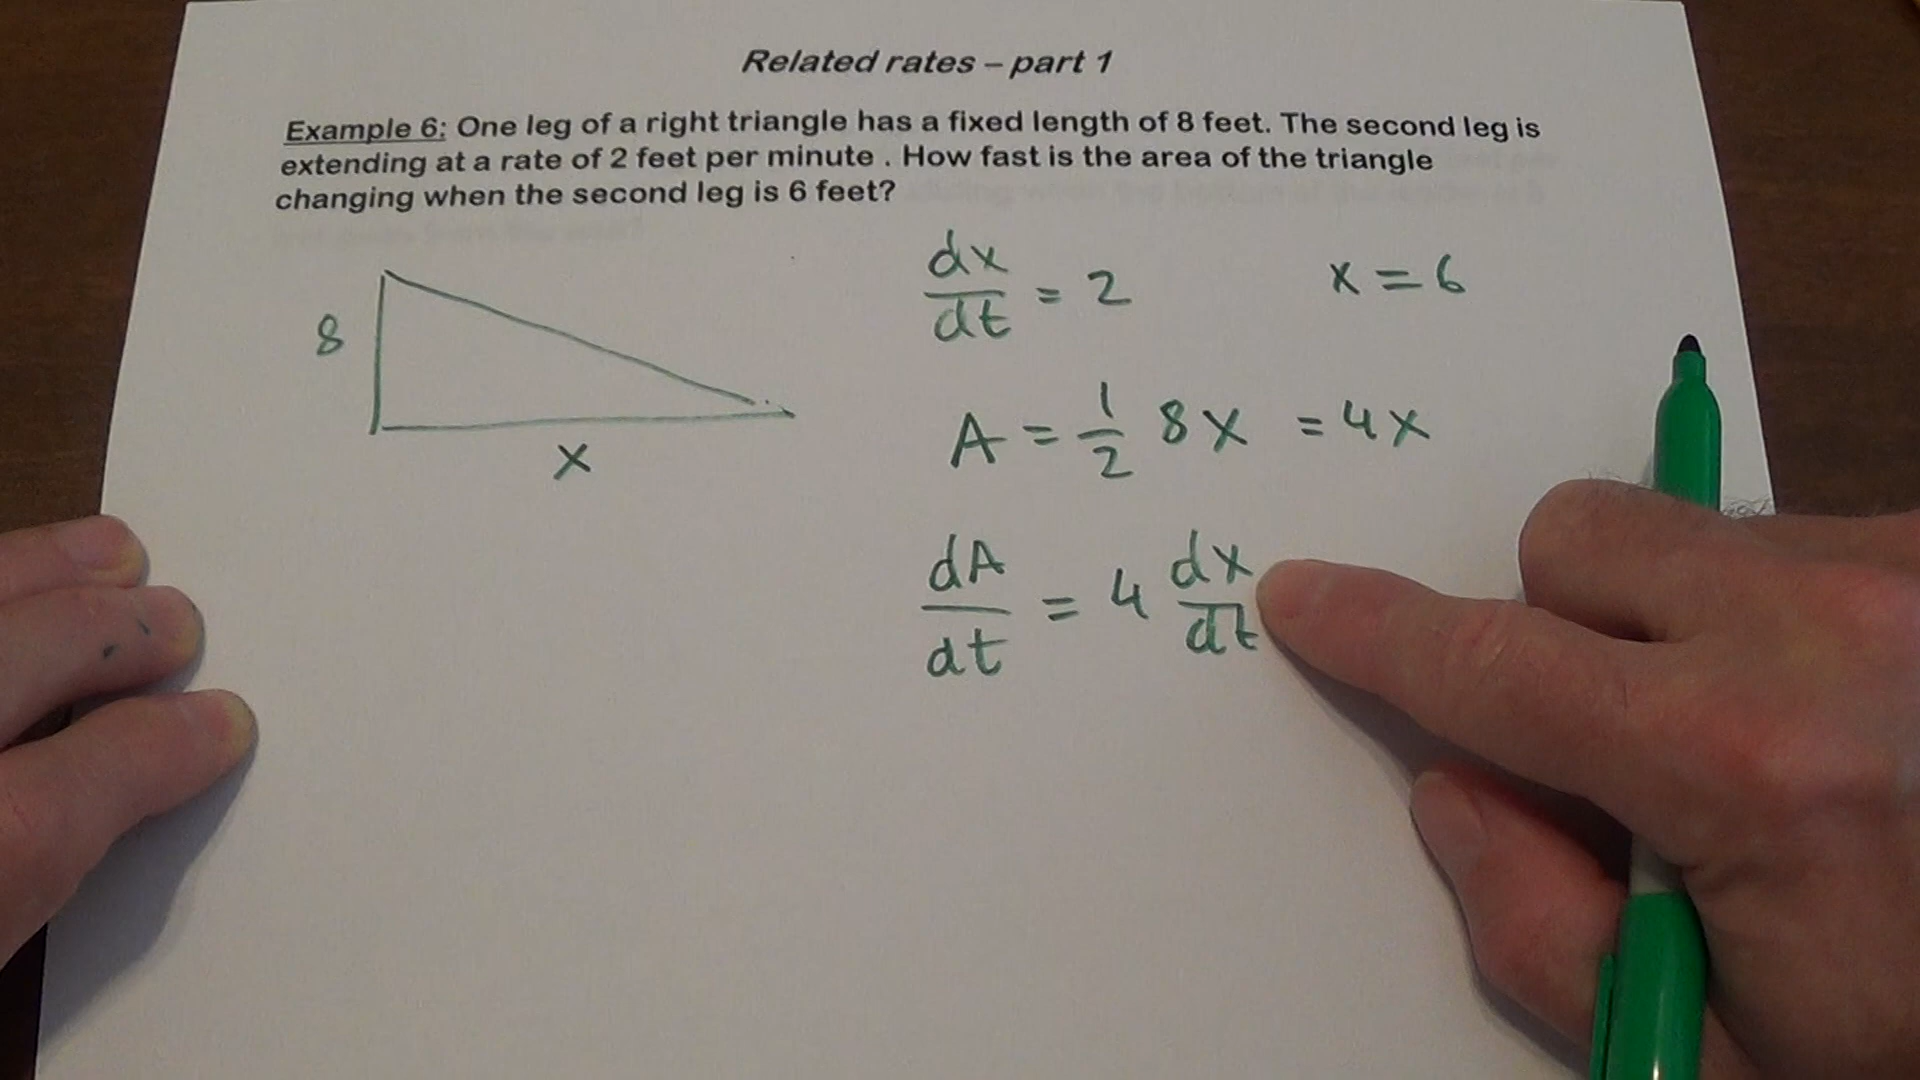 Related rates – part 1
Example 6: One leg of a right triangle has a fixed length of 8 feet. The second leg is
extending at a rate of 2 feet per minute . How fast is the area of the triangle
changing when the second leg is 6 feet?
dx/dt = 2
x = 6
8
x
A = 1/2 8x = 4x
dA/dt = 4 dx/dt